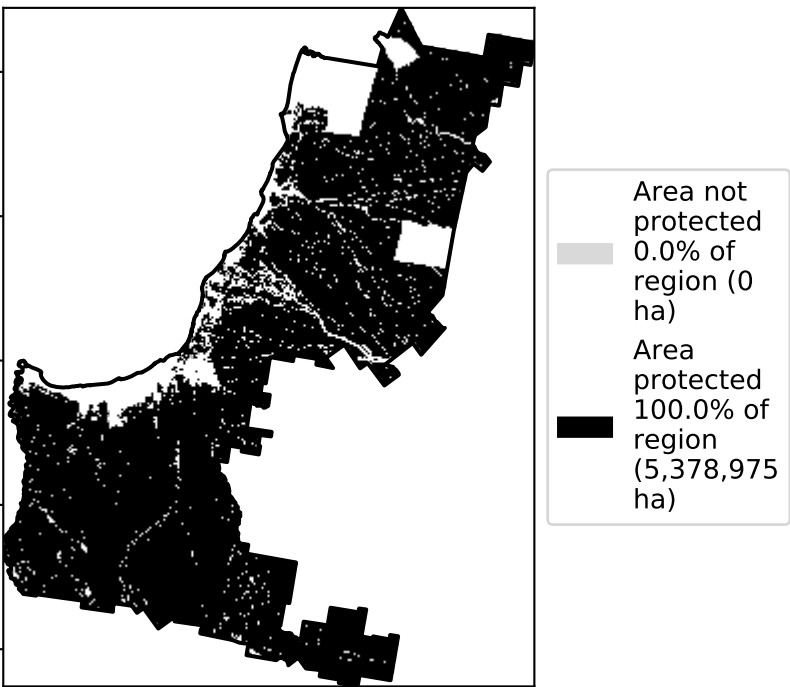 Area not
protected
0.0% of
region (0
ha)
Area
protected
100.0% of
region
(5,378,975
ha)